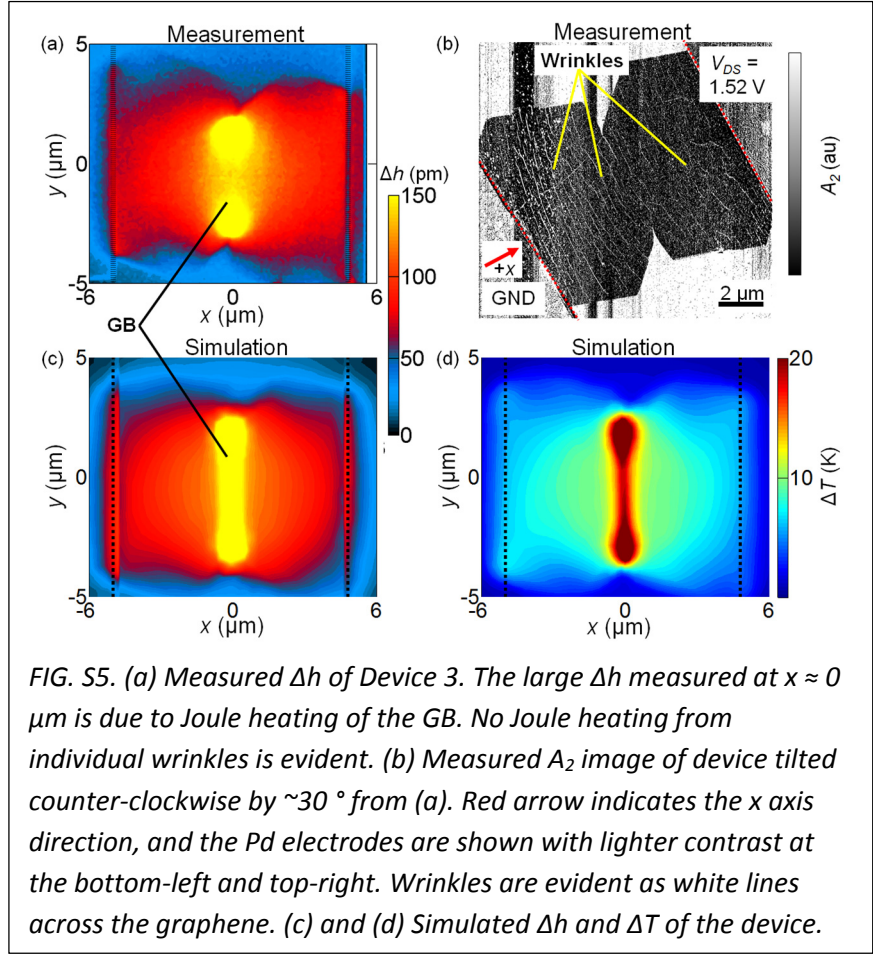 Measurement
(a)
5
0
-5
y (µm)
-6
0
6
x (µm)
Δh (pm)
150
100
50
0
GB
Measurement
(b)
Wrinkles
V_DS =
1.52 V
+x
GND
2 µm
A₂ (au)
Simulation
(c)
5
0
-5
y (µm)
-6
0
6
x (µm)
Simulation
(d)
5
0
-5
y (µm)
-6
0
6
x (µm)
20
10
0
ΔT (K)
FIG. S5. (a) Measured Δh of Device 3. The large Δh measured at x ≈ 0
µm is due to Joule heating of the GB. No Joule heating from
individual wrinkles is evident. (b) Measured A₂ image of device tilted
counter-clockwise by ~30 ° from (a). Red arrow indicates the x axis
direction, and the Pd electrodes are shown with lighter contrast at
the bottom-left and top-right. Wrinkles are evident as white lines
across the graphene. (c) and (d) Simulated Δh and ΔT of the device.